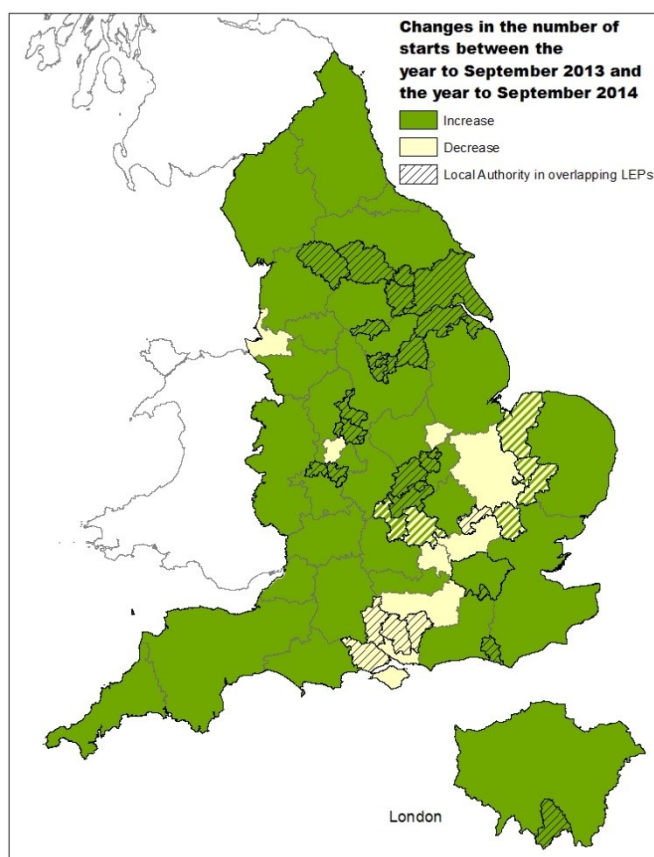 Changes in the number of
starts between the
year to September 2013 and
the year to September 2014
Increase
Decrease
Local Authority in overlapping LEPs
London